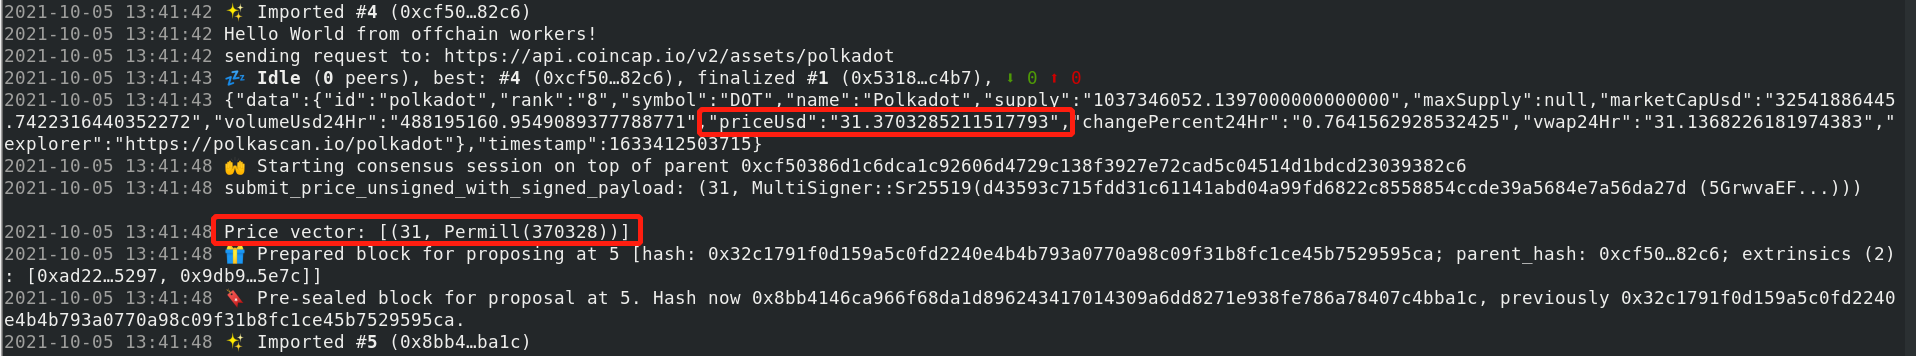 2021-10-05 13:41:42 ✨ Imported #4 (0xcf50…82c6)
2021-10-05 13:41:42 Hello World from offchain workers!
2021-10-05 13:41:42 sending request to: https://api.coincap.io/v2/assets/polkadot
2021-10-05 13:41:43 💤 Idle (0 peers), best: #4 (0xcf50…82c6), finalized #1 (0x5318…c4b7), ⬇ 0 ⬆ 0
2021-10-05 13:41:43 {"data":{"id":"polkadot","rank":"8","symbol":"DOT","name":"Polkadot","supply":"1037346052.1397000000000000","maxSupply":null,"marketCapUsd":"32541886445
.7422316440352272","volumeUsd24Hr":"488195160.9549089377788771","priceUsd":"31.3703285211517793","changePercent24Hr":"0.7641562928532425","vwap24Hr":"31.1368226181974383","
explorer":"https://polkascan.io/polkadot"},"timestamp":1633412503715}
2021-10-05 13:41:48 🙌 Starting consensus session on top of parent 0xcf50386d1c6dca1c92606d4729c138f3927e72cad5c04514d1bdcd23039382c6
2021-10-05 13:41:48 submit_price_unsigned_with_signed_payload: (31, MultiSigner::Sr25519(d43593c715fdd31c61141abd04a99fd6822c8558854ccde39a5684e7a56da27d (5GrwvaEF...)))
2021-10-05 13:41:48 Price vector: [(31, Permill(370328))]
2021-10-05 13:41:48 🎁 Prepared block for proposing at 5 [hash: 0x32c1791f0d159a5c0fd2240e4b4b793a0770a98c09f31b8fc1ce45b7529595ca; parent_hash: 0xcf50…82c6; extrinsics (2)
: [0xad22…5297, 0x9db9…5e7c]]
2021-10-05 13:41:48 🔖 Pre-sealed block for proposal at 5. Hash now 0x8bb4146ca966f68da1d896243417014309a6dd8271e938fe786a78407c4bba1c, previously 0x32c1791f0d159a5c0fd2240
e4b4b793a0770a98c09f31b8fc1ce45b7529595ca.
2021-10-05 13:41:48 ✨ Imported #5 (0x8bb4…ba1c)